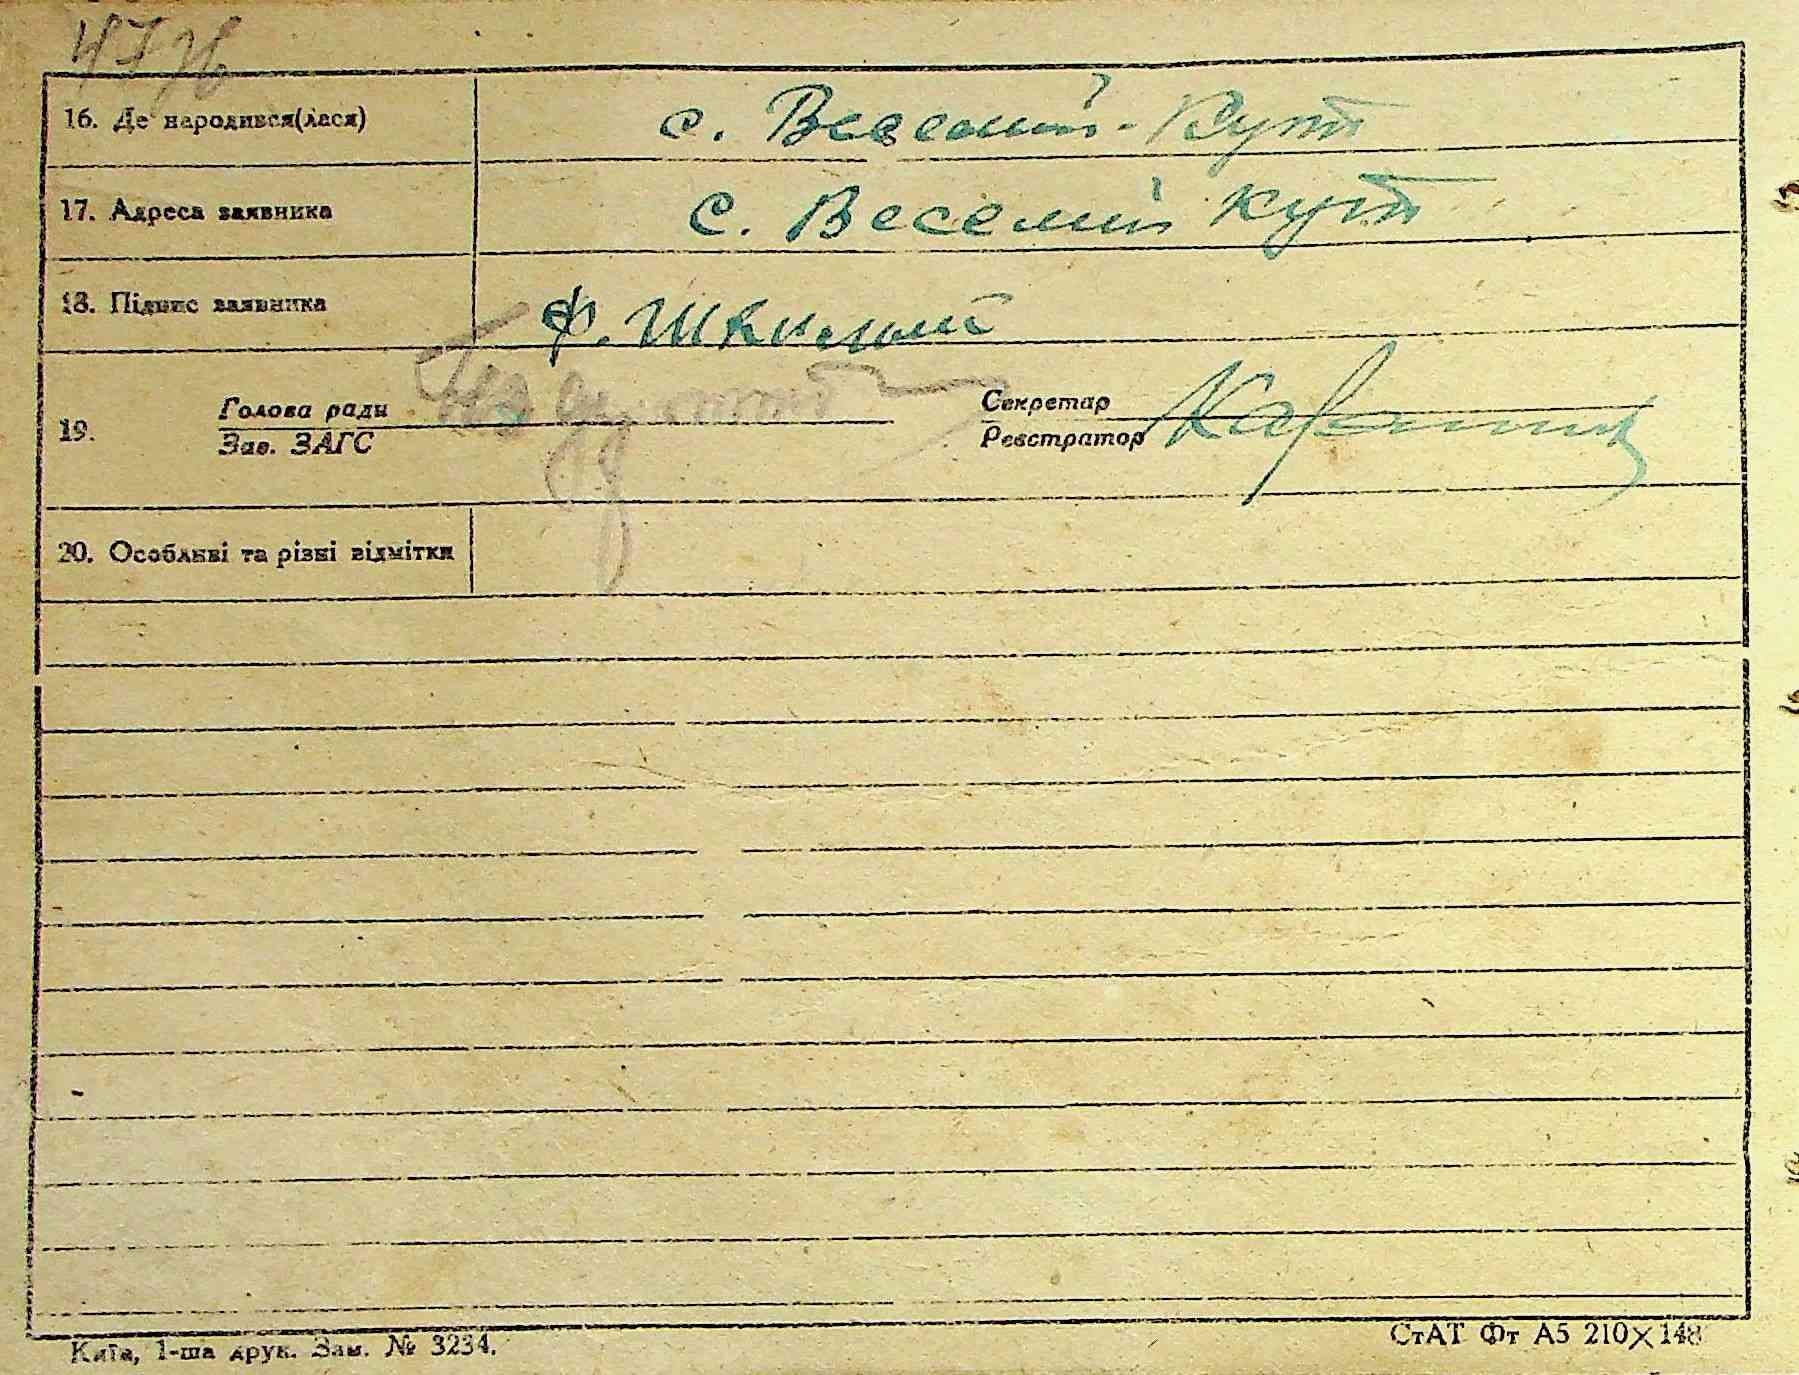 16. Де народився(лася) с. Веселий-Кут
17. Адреса заявника с. Веселий Кут
18. Підпис заявника Ф.
19. Голова ради Секретар
Зав. ЗАГС Реєстратор
20. Особливі та різні відмітки
Київ, 1-ша друк. Зам. № 3234. СтАТ Фт А5 210×148